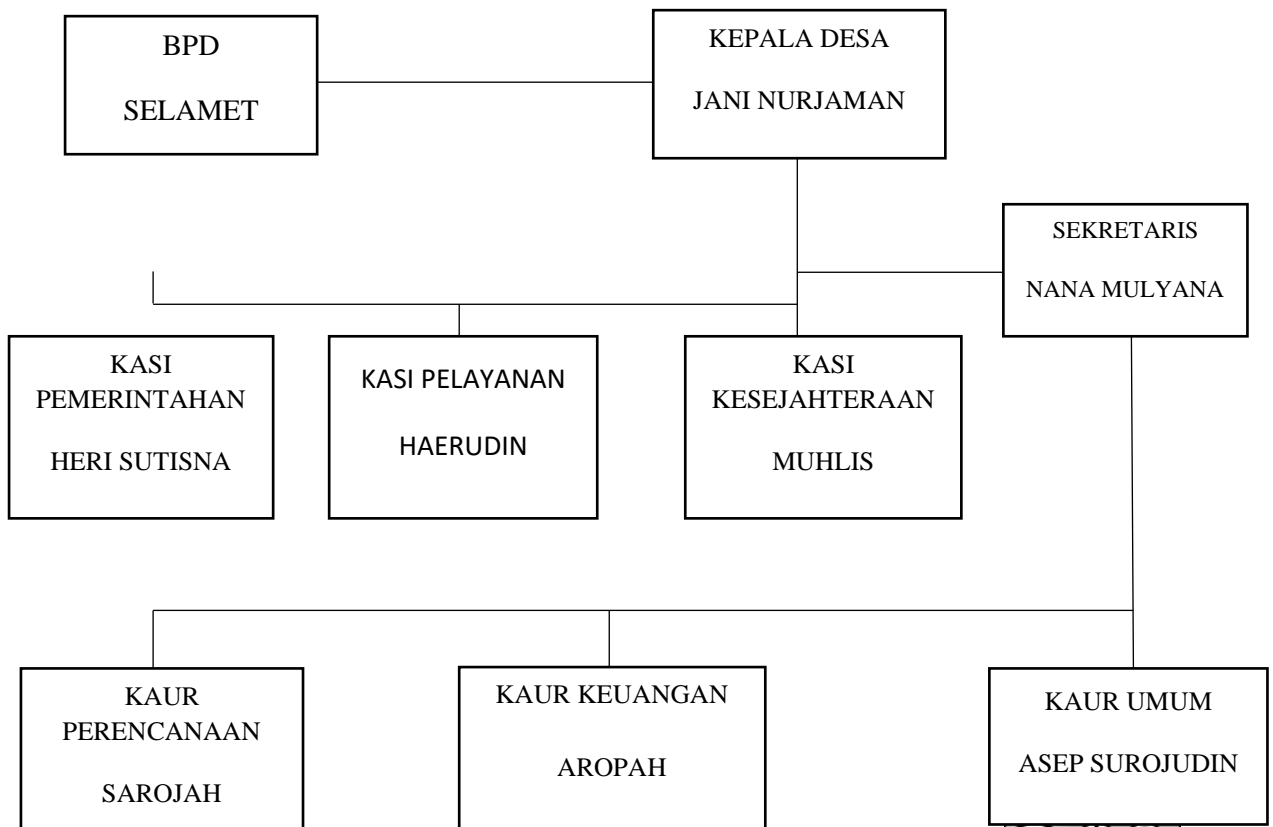 BPD
SELAMET
KEPALA DESA
JANI NURJAMAN
SEKRETARIS
NANA MULYANA
KASI
PEMERINTAHAN
HERI SUTISNA
KASI PELAYANAN
HAERUDIN
KASI
KESEJAHTERAAN
MUHLIS
KAUR
PERENCANAAN
SAROJAH
KAUR KEUANGAN
AROPAH
KAUR UMUM
ASEP SUROJUDIN